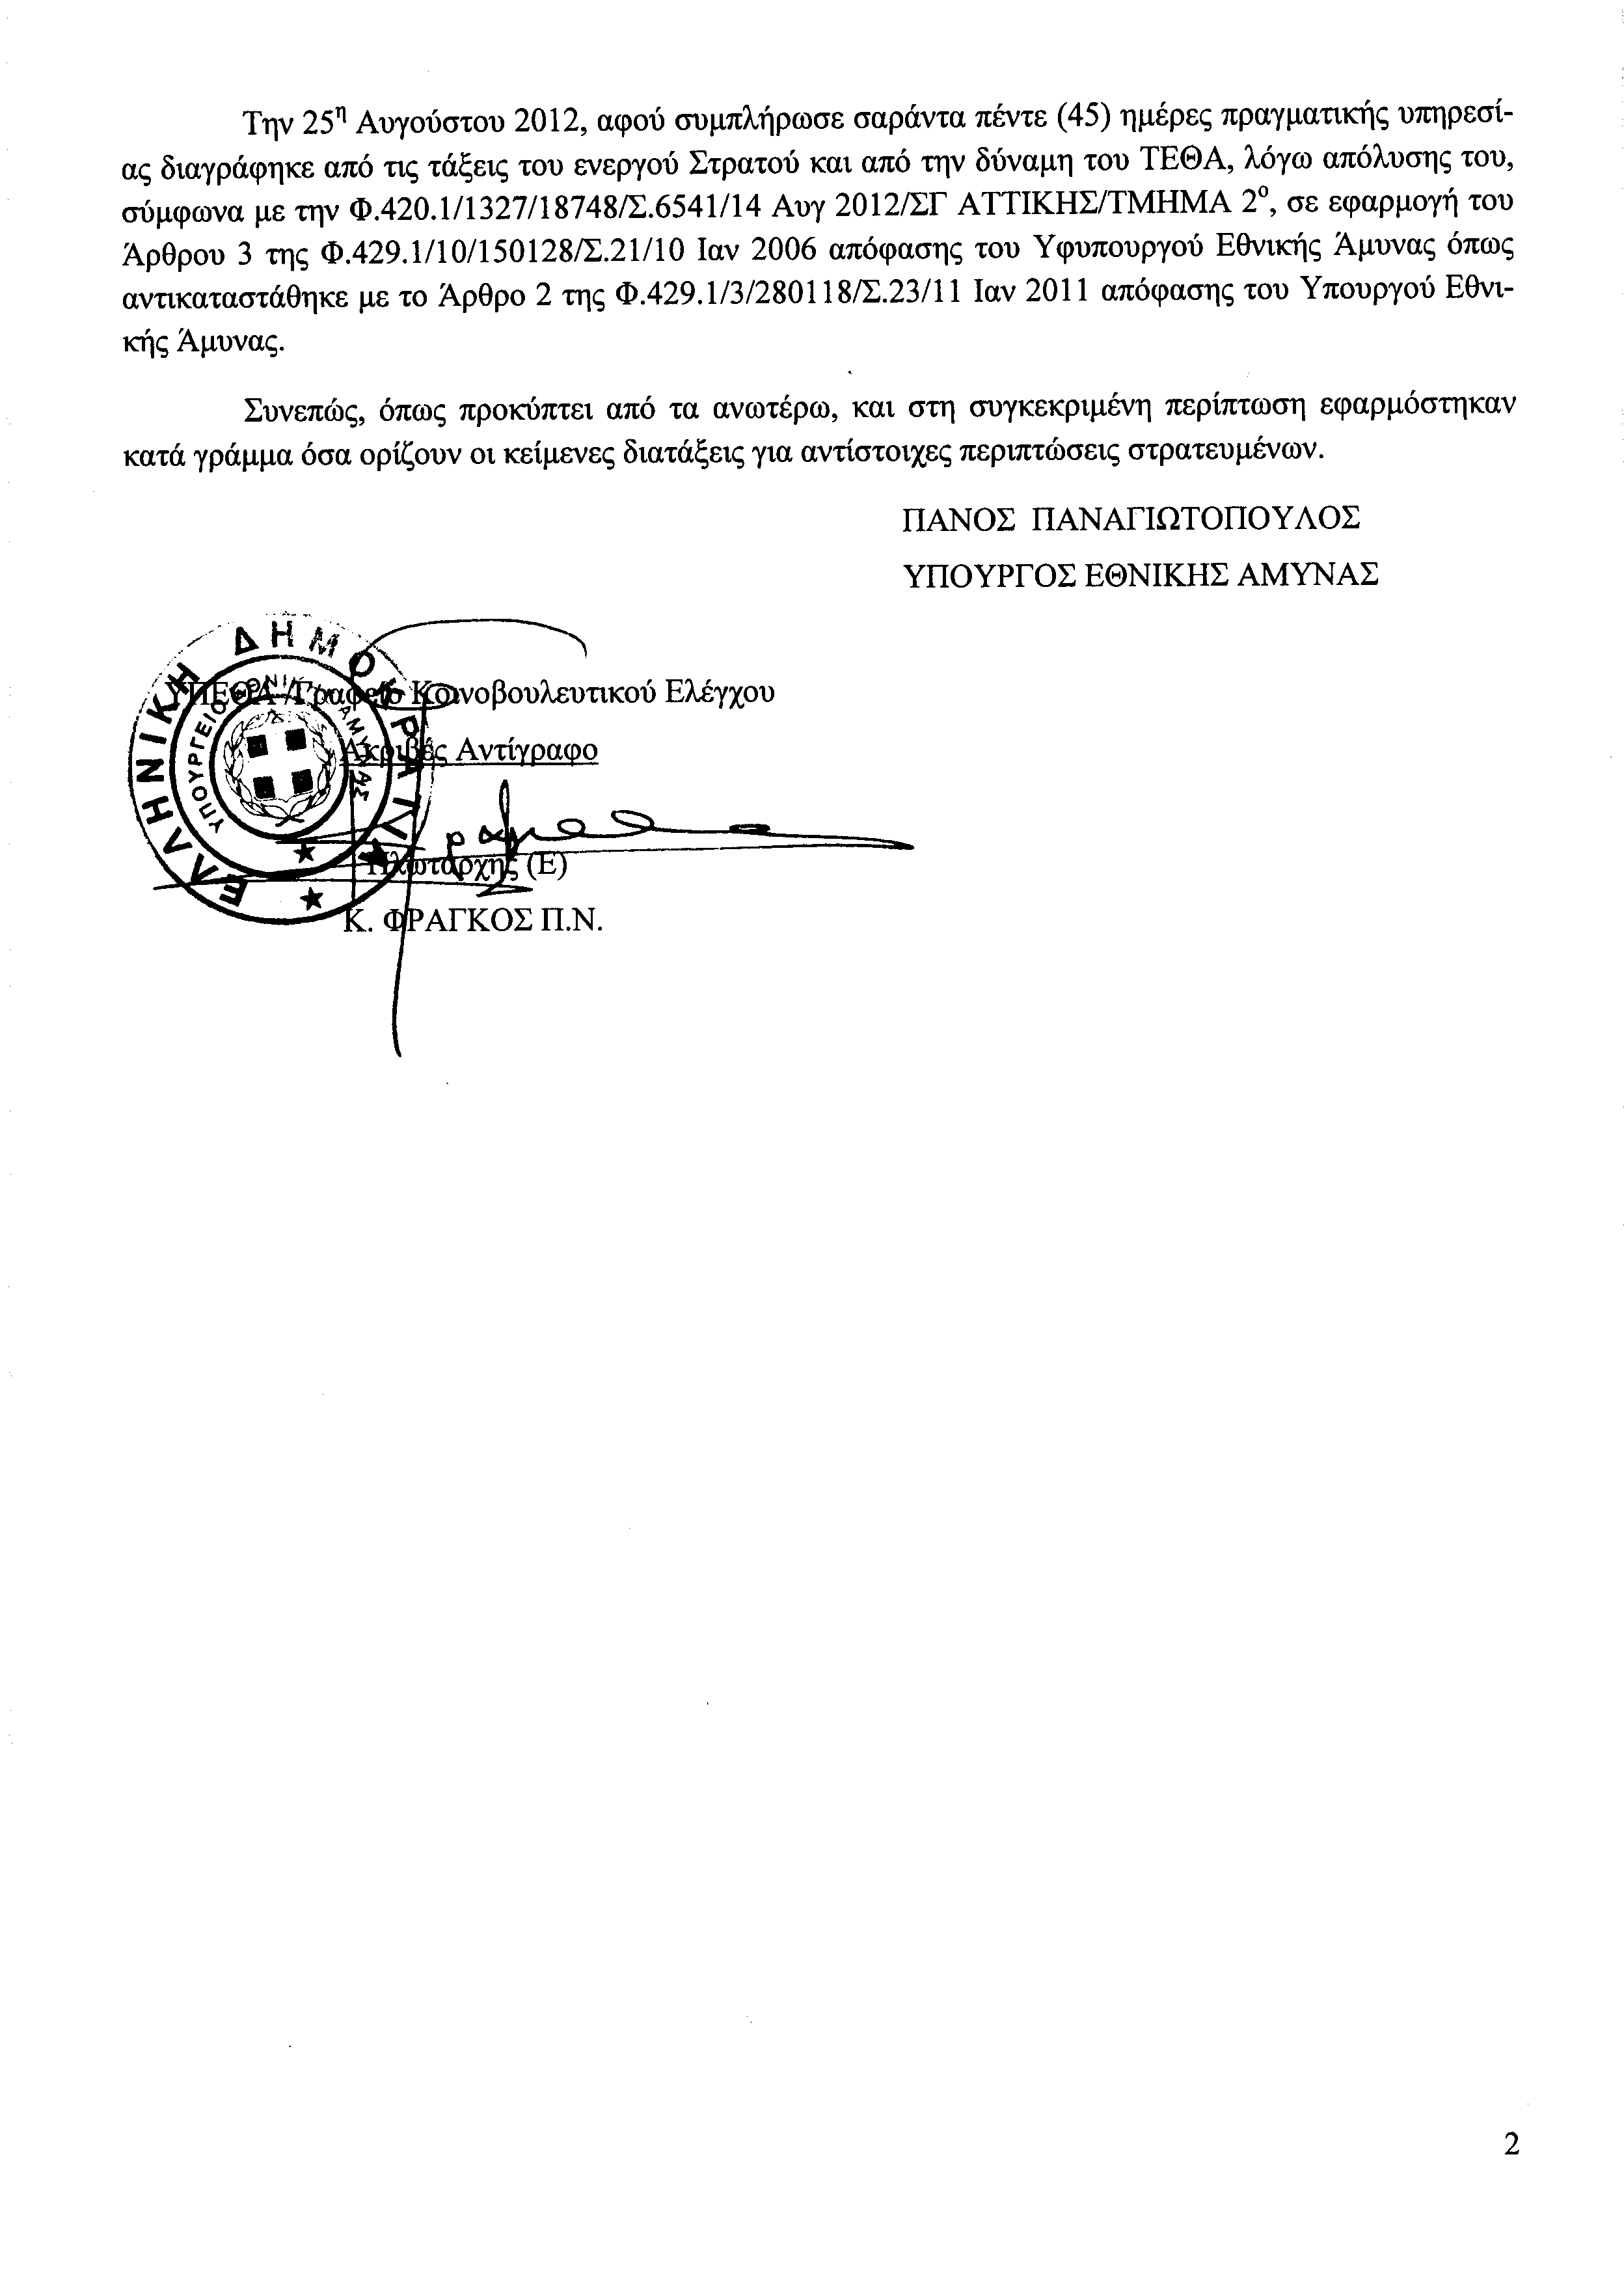 Την 25η Αυγούστου 2012, αφού συμπλήρωσε σαράντα πέντε (45) ημέρες πραγματικής υπηρεσί-
ας διαγράφηκε από τις τάξεις του ενεργού Στρατού και από την δύναμη του ΤΕΘΑ, λόγω απόλυσης του,
σύμφωνα με την Φ.420.1/1327/18748/Σ.6541/14 Αυγ 2012/ΣΓ ΑΤΤΙΚΗΣ/ΤΜΗΜΑ 2ο, σε εφαρμογή του
Άρθρου 3 της Φ.429.1/10/150128/Σ.21/10 Ιαν 2006 απόφασης του Υφυπουργού Εθνικής Άμυνας όπως
αντικαταστάθηκε με το Άρθρο 2 της Φ.429.1/3/280118/Σ.23/11 Ιαν 2011 απόφασης του Υπουργού Εθνι-
κής Άμυνας.
Συνεπώς, όπως προκύπτει από τα ανωτέρω, και στη συγκεκριμένη περίπτωση εφαρμόστηκαν
κατά γράμμα όσα ορίζουν οι κείμενες διατάξεις για αντίστοιχες περιπτώσεις στρατευμένων.
ΠΑΝΟΣ ΠΑΝΑΓΙΩΤΟΠΟΥΛΟΣ
ΥΠΟΥΡΓΟΣ ΕΘΝΙΚΗΣ ΑΜΥΝΑΣ
ΕΛΛΗΝΙΚΗ ΔΗΜΟΚΡΑΤΙΑ
ΥΠΟΥΡΓΕΙΟ ΕΘΝΙΚΗΣ ΑΜΥΝΑΣ
ΥΠΕΘΑ /Γραφείο Κοινοβουλευτικού Ελέγχου
Ακριβές Αντίγραφο
Πλωτάρχης (Ε)
Κ. ΦΡΑΓΚΟΣ Π.Ν.
2